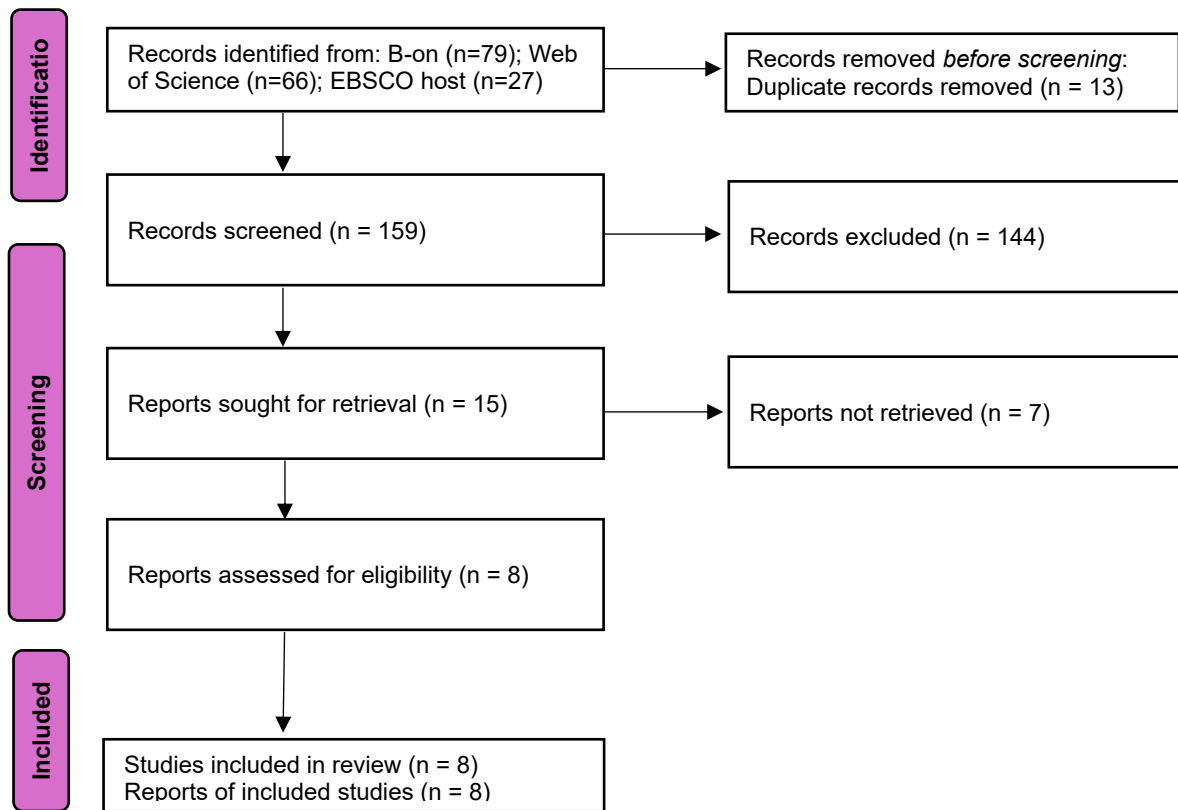 Identificatio
Records identified from: B-on (n=79); Web
of Science (n=66); EBSCO host (n=27)
Records removed before screening:
Duplicate records removed (n = 13)
Records screened (n = 159)
Records excluded (n = 144)
Screening
Reports sought for retrieval (n = 15)
Reports not retrieved (n = 7)
Reports assessed for eligibility (n = 8)
Included
Studies included in review (n = 8)
Reports of included studies (n = 8)